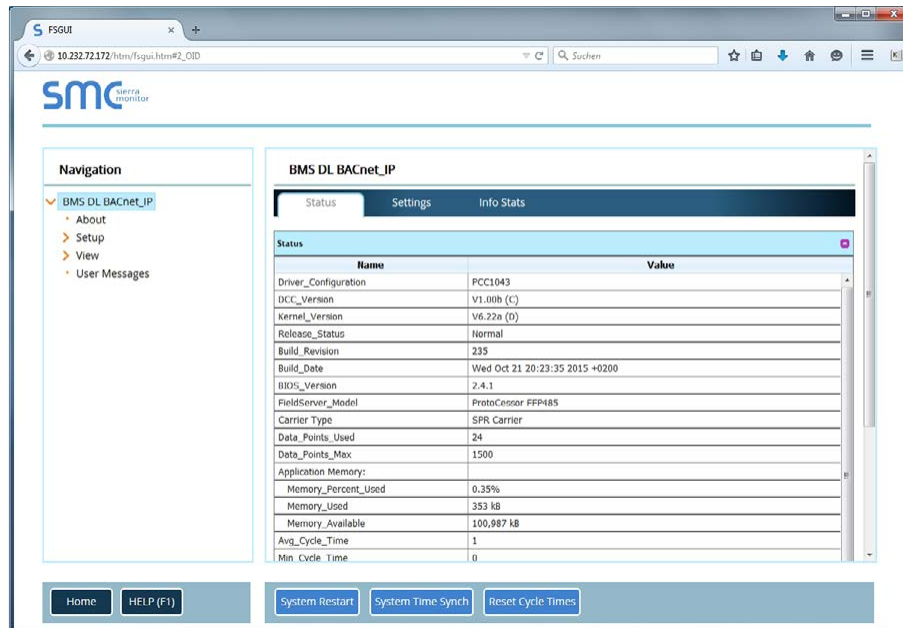 FSGUI
10.232.72.172/htm/fsgui.htm#2_OID
Suchen
smc sierra monitor
Navigation
BMS DL BACnet_IP
About
Setup
View
User Messages
BMS DL BACnet_IP
Status Settings Info Stats
Status
Name Value
Driver_Configuration PCC1043
DCC_Version V1.00b (C)
Kernel_Version V6.22a (D)
Release_Status Normal
Build_Revision 235
Build_Date Wed Oct 21 20:23:35 2015 +0200
BIOS_Version 2.4.1
FieldServer_Model ProtoCessor FFP485
Carrier Type SPR Carrier
Data_Points_Used 24
Data_Points_Max 1500
Application Memory:
Memory_Percent_Used 0.35%
Memory_Used 353 kB
Memory_Available 100,987 kB
Avg_Cycle_Time 1
Min_Cycle_Time 0
Home HELP (F1) System Restart System Time Synch Reset Cycle Times